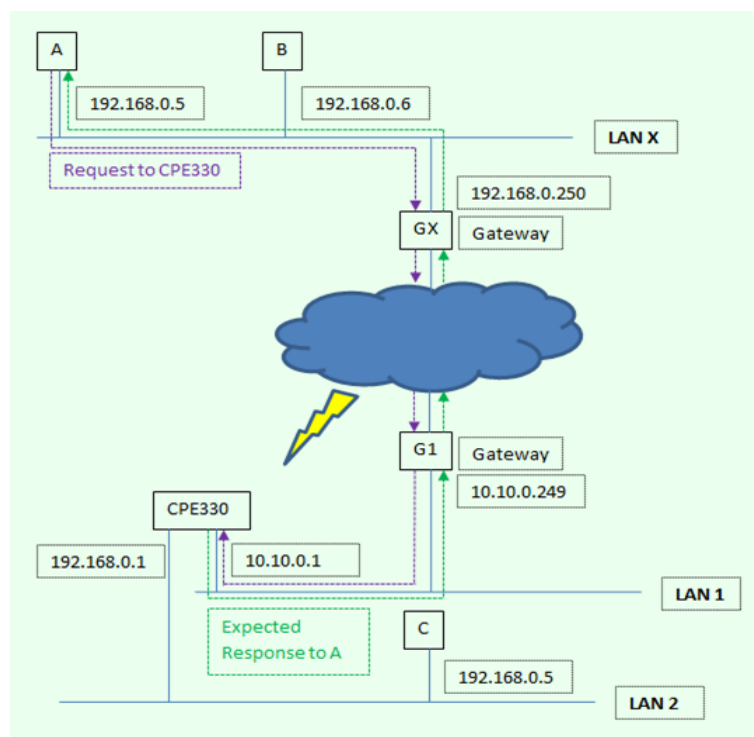 A
B
192.168.0.5
192.168.0.6
LAN X
Request to CPE330
192.168.0.250
GX
Gateway
G1
Gateway
10.10.0.249
CPE330
192.168.0.1
10.10.0.1
LAN 1
Expected
Response to A
C
192.168.0.5
LAN 2